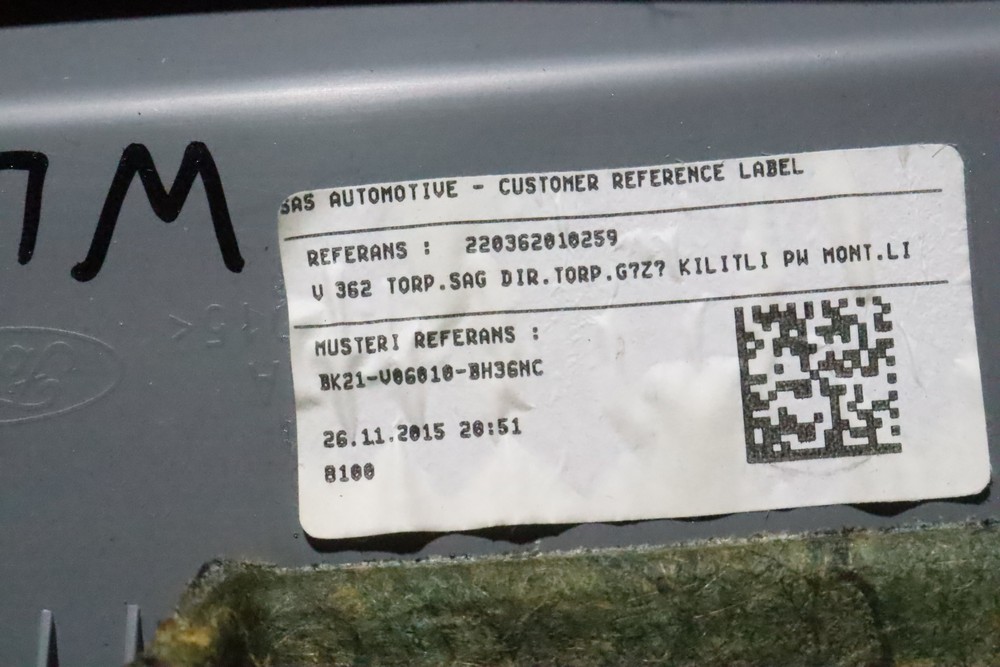 SAS AUTOMOTIVE - CUSTOMER REFERENCE LABEL
REFERANS : 220362010259
V 362 TORP.SAG DIR.TORP.G?Z? KILITLI PW MONT.LI
MUSTERI REFERANS :
BK21-V06010-BH36NC
26.11.2015 20:51
8100